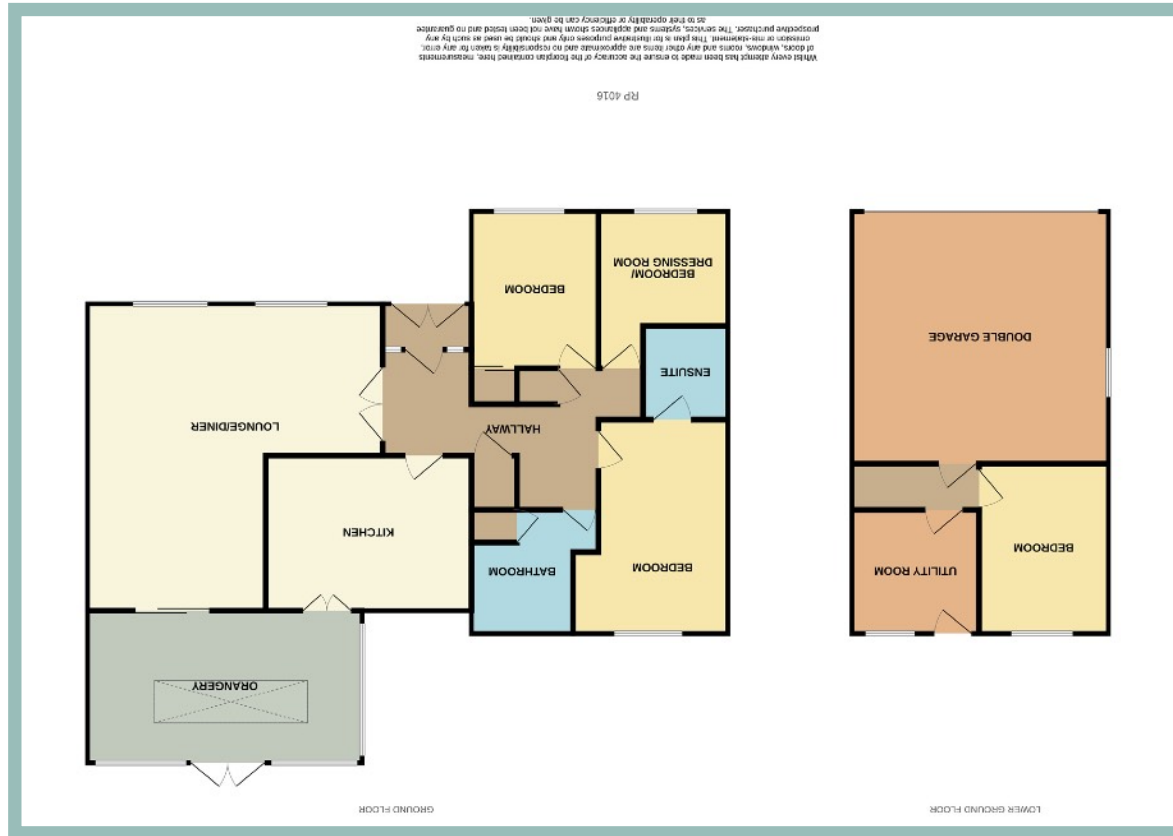 LOWER GROUND FLOOR
GROUND FLOOR
UTILITY ROOM
BEDROOM
DOUBLE GARAGE
ORANGERY
BEDROOM
BATHROOM
KITCHEN
HALLWAY
LOUNGE/DINER
ENSUITE
BEDROOM
BEDROOM/
DRESSING ROOM
RP 4016
Whilst every attempt has been made to ensure the accuracy of the floorplan contained here, measurements
of doors, windows, rooms and any other items are approximate and no responsibility is taken for any error,
omission or mis-statement. This plan is for illustrative purposes only and should be used as such by any
prospective purchaser. The services, systems and appliances shown have not been tested and no guarantee
as to their operability or efficiency can be given.